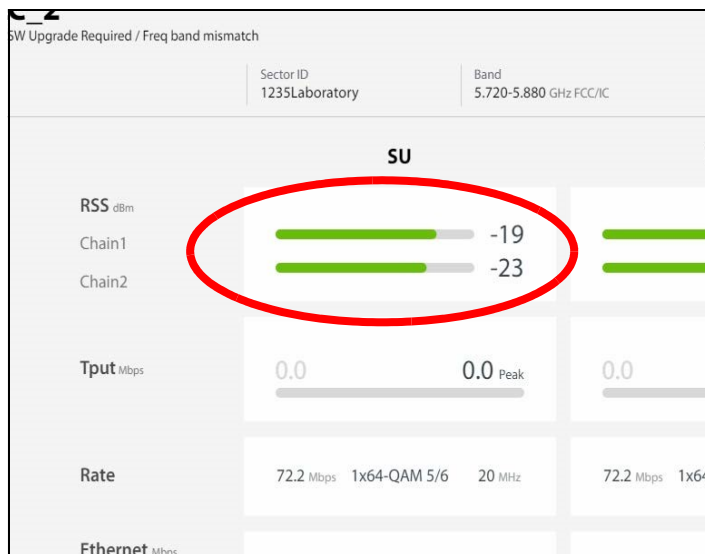 C_2
SW Upgrade Required / Freq band mismatch
Sector ID
Band
1235Laboratory
5.720-5.880 GHz FCC/IC
SU
RSS dBm
Chain1
-19
Chain2
-23
Tput Mbps
0.0
0.0 Peak
0.0
Rate
72.2 Mbps 1x64-QAM 5/6 20 MHz
72.2 Mbps 1x64
Ethernet Mbps